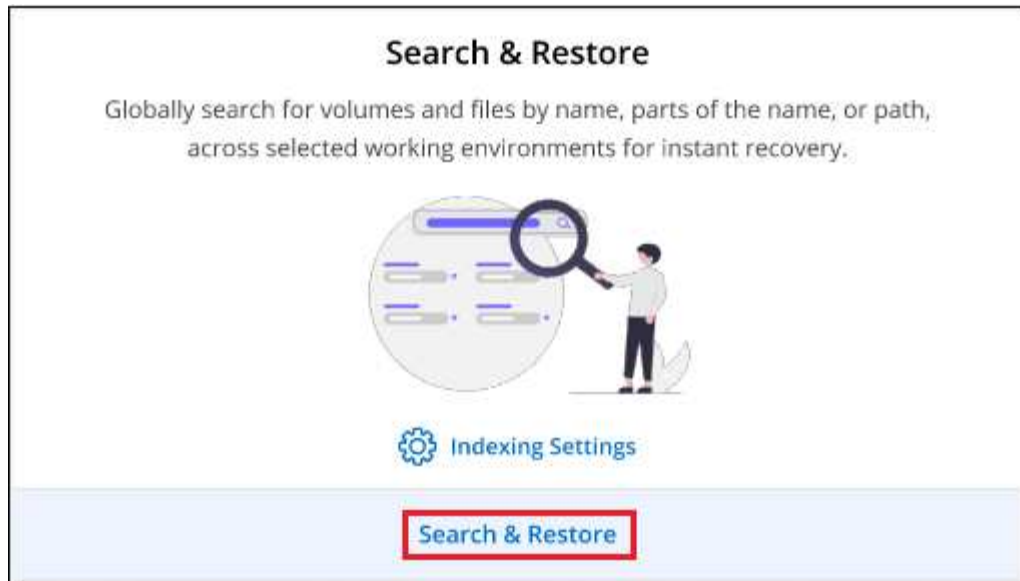 Search & Restore
Globally search for volumes and files by name, parts of the name, or path,
across selected working environments for instant recovery.
Indexing Settings
Search & Restore